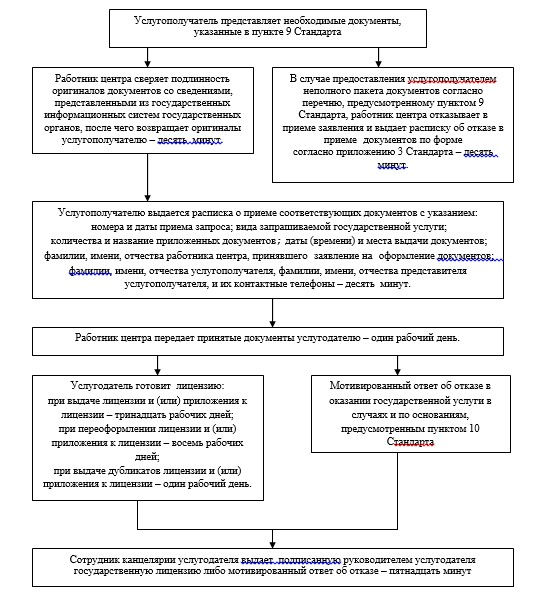 Услугополучатель представляет необходимые документы,
указанные в пункте 9 Стандарта
Работник центра сверяет подлинность
оригиналов документов со сведениями,
представленными из государственных
информационных систем государственных
органов, после чего возвращает оригиналы
услугополучателю – десять минут.
В случае предоставления услугополучателем
неполного пакета документов согласно
перечню, предусмотренному пунктом 9
Стандарта, работник центра отказывает в
приеме заявления и выдает расписку об отказе в
приеме документов по форме
согласно приложению 3 Стандарта – десять
минут.
Услугополучателю выдается расписка о приеме соответствующих документов с указанием:
номера и даты приема запроса; вида запрашиваемой государственной услуги;
количества и название приложенных документов; даты (времени) и места выдачи документов;
фамилии, имени, отчества работника центра, принявшего заявление на оформление документов;
фамилии, имени, отчества услугополучателя, фамилии, имени, отчества представителя
услугополучателя, и их контактные телефоны – десять минут.
Работник центра передает принятые документы услугодателю – один рабочий день.
Услугодатель готовит лицензию:
при выдаче лицензии и (или) приложения к
лицензии – тринадцать рабочих дней;
при переоформлении лицензии и (или)
приложения к лицензии – восемь рабочих
дней;
при выдаче дубликатов лицензии и (или)
приложения к лицензии – один рабочий день.
Мотивированный ответ об отказе в
оказании государственной услуги в
случаях и по основаниям,
предусмотренным пунктом 10
Стандарта
Сотрудник канцелярии услугодателя выдает подписанную руководителем услугодателя
государственную лицензию либо мотивированный ответ об отказе – пятнадцать минут